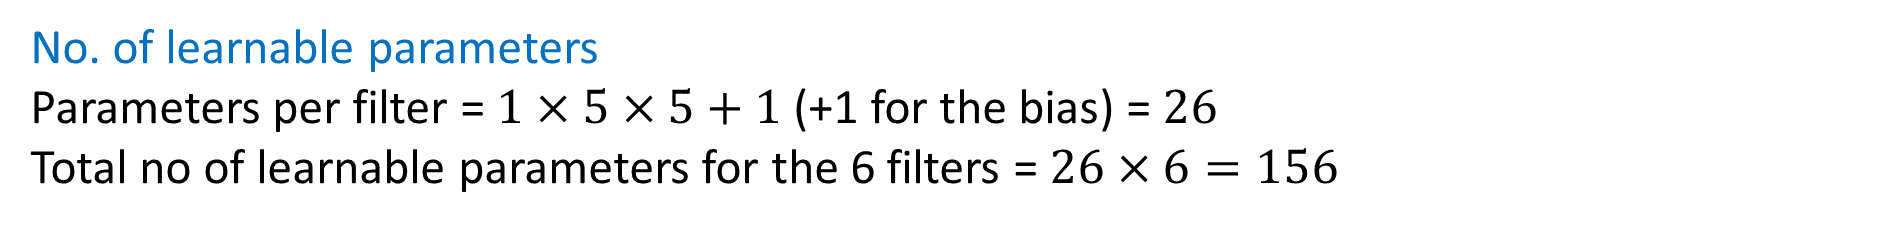 No. of learnable parameters
Parameters per filter = 1 × 5 × 5 + 1 (+1 for the bias) = 26
Total no of learnable parameters for the 6 filters = 26 × 6 = 156